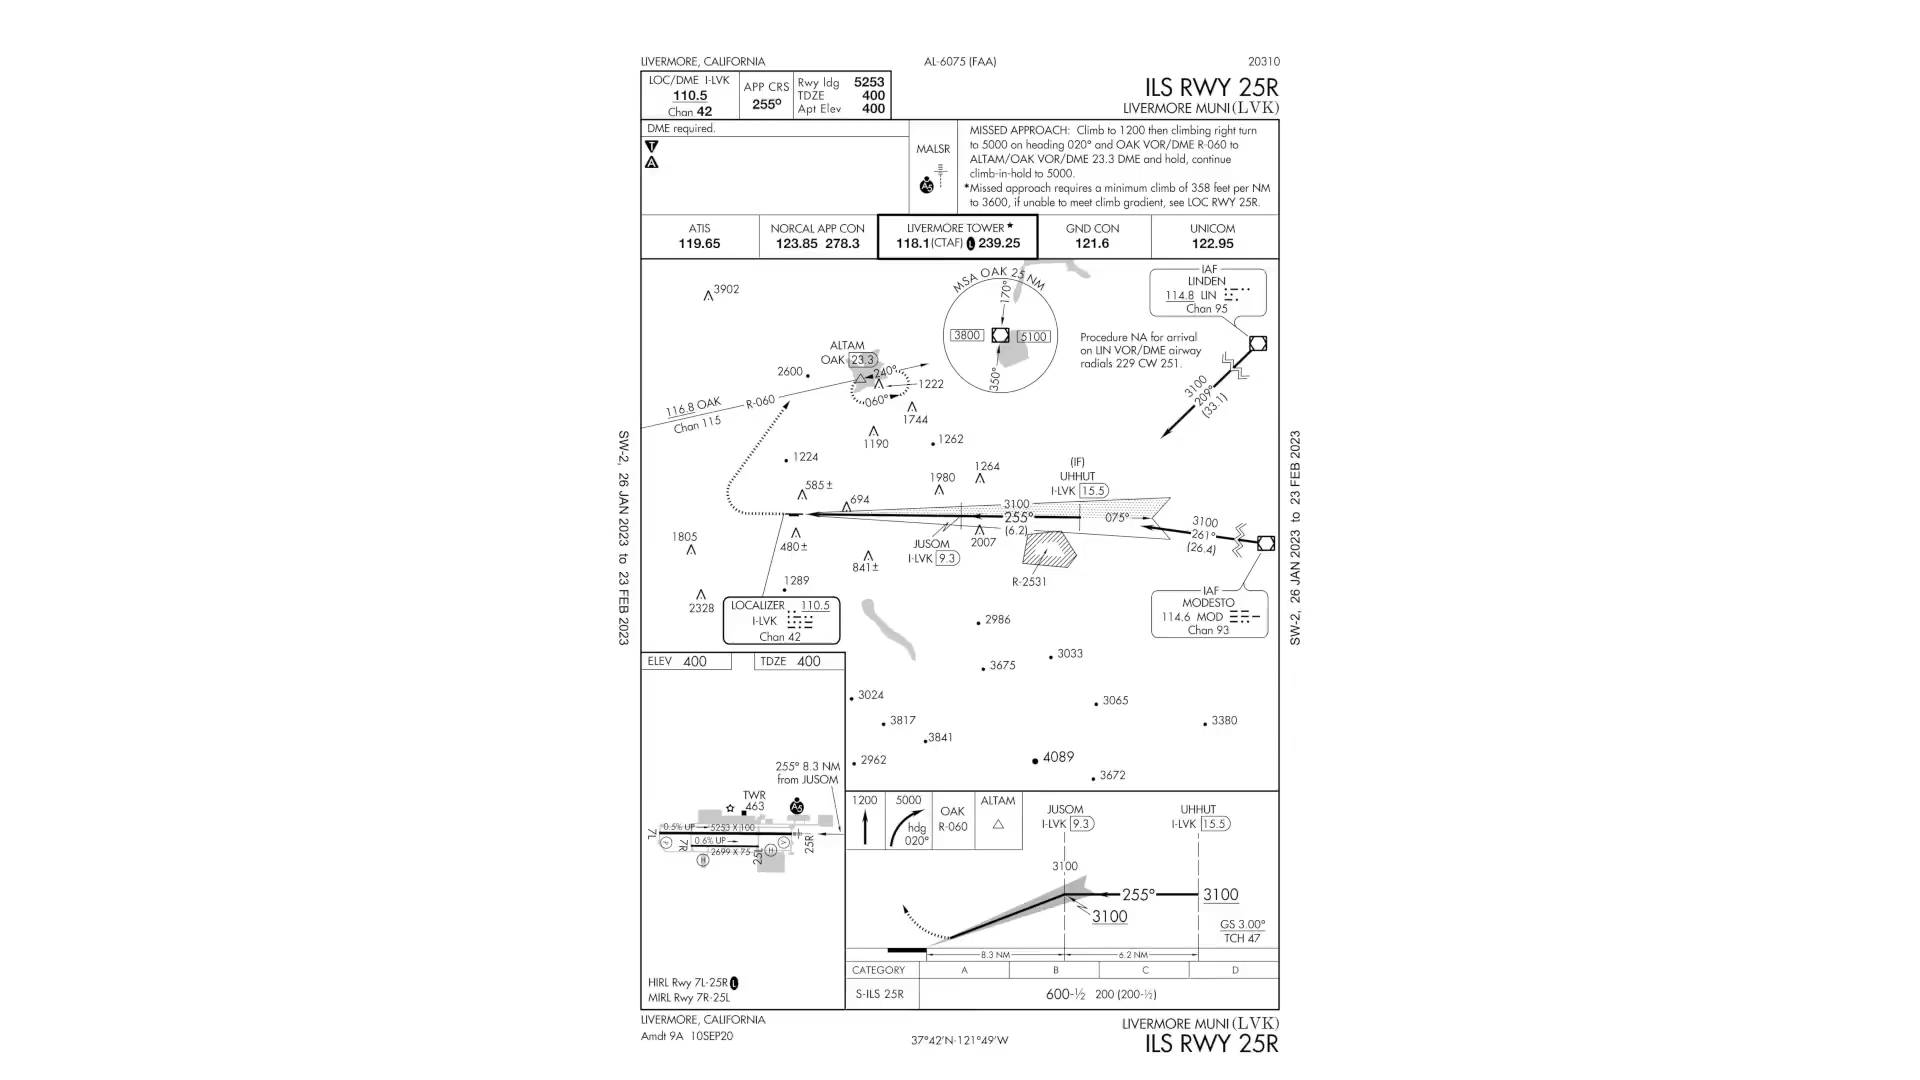 LIVERMORE, CALIFORNIA
AL-6075 (FAA)
20310
LOC/DME I-LVK
110.5
Chan 42
APP CRS
255°
Rwy ldg 5253
TDZE 400
Apt Elev 400
ILS RWY 25R
LIVERMORE MUNI (LVK)
DME required.
T
A
MALSR
A5
MISSED APPROACH: Climb to 1200 then climbing right turn
to 5000 on heading 020° and OAK VOR/DME R-060 to
ALTAM/OAK VOR/DME 23.3 DME and hold, continue
climb-in-hold to 5000.
*Missed approach requires a minimum climb of 358 feet per NM
to 3600, if unable to meet climb gradient, see LOC RWY 25R.
ATIS
119.65
NORCAL APP CON
123.85 278.3
LIVERMORE TOWER★
118.1(CTAF) L 239.25
GND CON
121.6
UNICOM
122.95
3902
MSA OAK 25 NM
170°
3800
5100
350°
IAF
LINDEN
114.8 LIN
Chan 95
Procedure NA for arrival
on LIN VOR/DME airway
radials 229 CW 251.
3100
209°
(33.1)
ALTAM
OAK 23.3
2600
240°
060°
1222
116.8 OAK
Chan 115
R-060
1744
1190
1262
1224
1264
1980
585±
694
(IF)
UHHUT
I-LVK 15.5
3100
255°
(6.2)
075°
3100
261°
(26.4)
1805
480±
841±
JUSOM
I-LVK 9.3
2007
R-2531
1289
2328
LOCALIZER 110.5
I-LVK
Chan 42
IAF
MODESTO
114.6 MOD
Chan 93
2986
3675
3033
3024
3065
3817
3380
3841
2962
4089
3672
SW-2, 26 JAN 2023 to 23 FEB 2023
SW-2, 26 JAN 2023 to 23 FEB 2023
ELEV 400
TDZE 400
255° 8.3 NM
from JUSOM
TWR
463
A5
7L
0.5% UP
5253 X 100
25R
7R
0.6% UP
2699 X 75
25L
P
H
H
A
HIRL Rwy 7L-25R L
MIRL Rwy 7R-25L
1200
5000
hdg
020°
OAK
R-060
ALTAM
JUSOM
I-LVK 9.3
UHHUT
I-LVK 15.5
3100
255°
3100
3100
GS 3.00°
TCH 47
8.3 NM
6.2 NM
CATEGORY A B C D
S-ILS 25R 600-½ 200 (200-½)
LIVERMORE, CALIFORNIA
Amdt 9A 10SEP20
37°42'N-121°49'W
LIVERMORE MUNI (LVK)
ILS RWY 25R